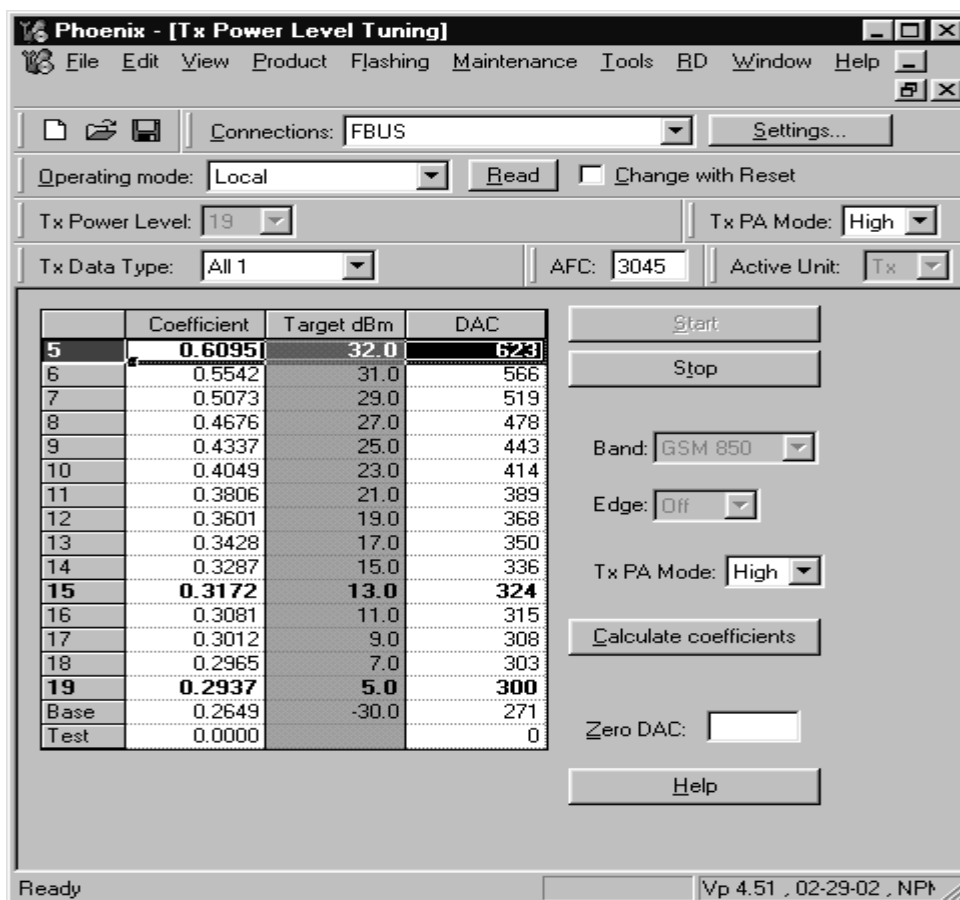 Phoenix - [Tx Power Level Tuning]
File Edit View Product Flashing Maintenance Tools RD Window Help
Connections: FBUS Settings...
Operating mode: Local Read Change with Reset
Tx Power Level: 19 Tx PA Mode: High
Tx Data Type: All 1 AFC: 3045 Active Unit: Tx
Coefficient Target dBm DAC
5 0.6095 32.0 623
6 0.5542 31.0 566
7 0.5073 29.0 519
8 0.4676 27.0 478
9 0.4337 25.0 443
10 0.4049 23.0 414
11 0.3806 21.0 389
12 0.3601 19.0 368
13 0.3428 17.0 350
14 0.3287 15.0 336
15 0.3172 13.0 324
16 0.3081 11.0 315
17 0.3012 9.0 308
18 0.2965 7.0 303
19 0.2937 5.0 300
Base 0.2649 -30.0 271
Test 0.0000 0
Start
Stop
Band: GSM 850
Edge: Off
Tx PA Mode: High
Calculate coefficients
Zero DAC:
Help
Ready Vp 4.51 , 02-29-02 ,